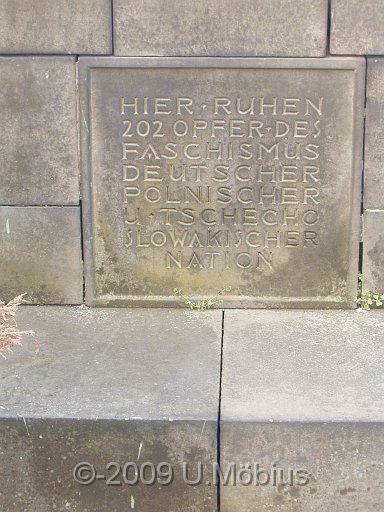 HIER · RUHEN
202 OPFER · DES
FASCHISMUS
DEUTSCHER
POLNISCHER
U · TSCHECHO
SLOWAKISCHER
NATION
©-2009 U.Möbius